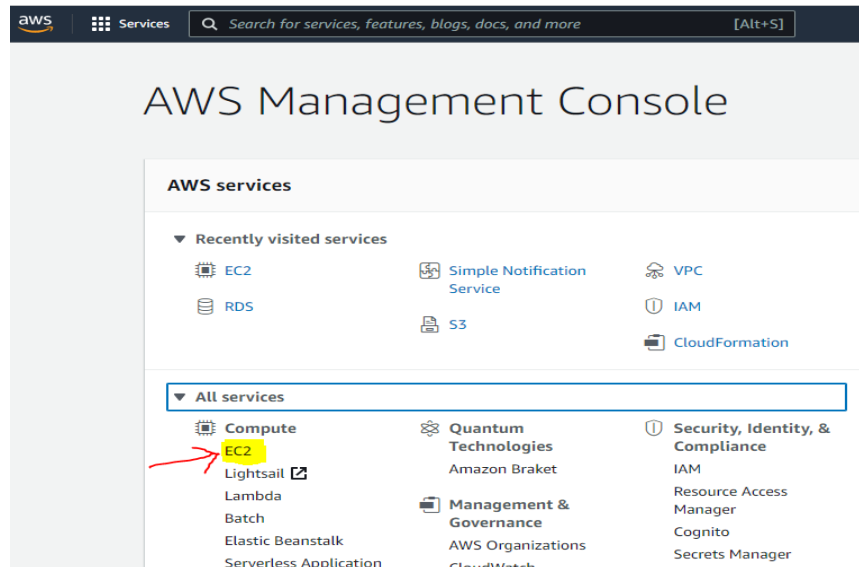 aws
Services
Search for services, features, blogs, docs, and more
[Alt+S]
AWS Management Console
AWS services
Recently visited services
EC2
RDS
Simple Notification
Service
S3
VPC
IAM
CloudFormation
All services
Compute
EC2
Lightsail
Lambda
Batch
Elastic Beanstalk
Serverless Application
Quantum
Technologies
Amazon Braket
Management &
Governance
AWS Organizations
CloudWatch
Security, Identity, &
Compliance
IAM
Resource Access
Manager
Cognito
Secrets Manager